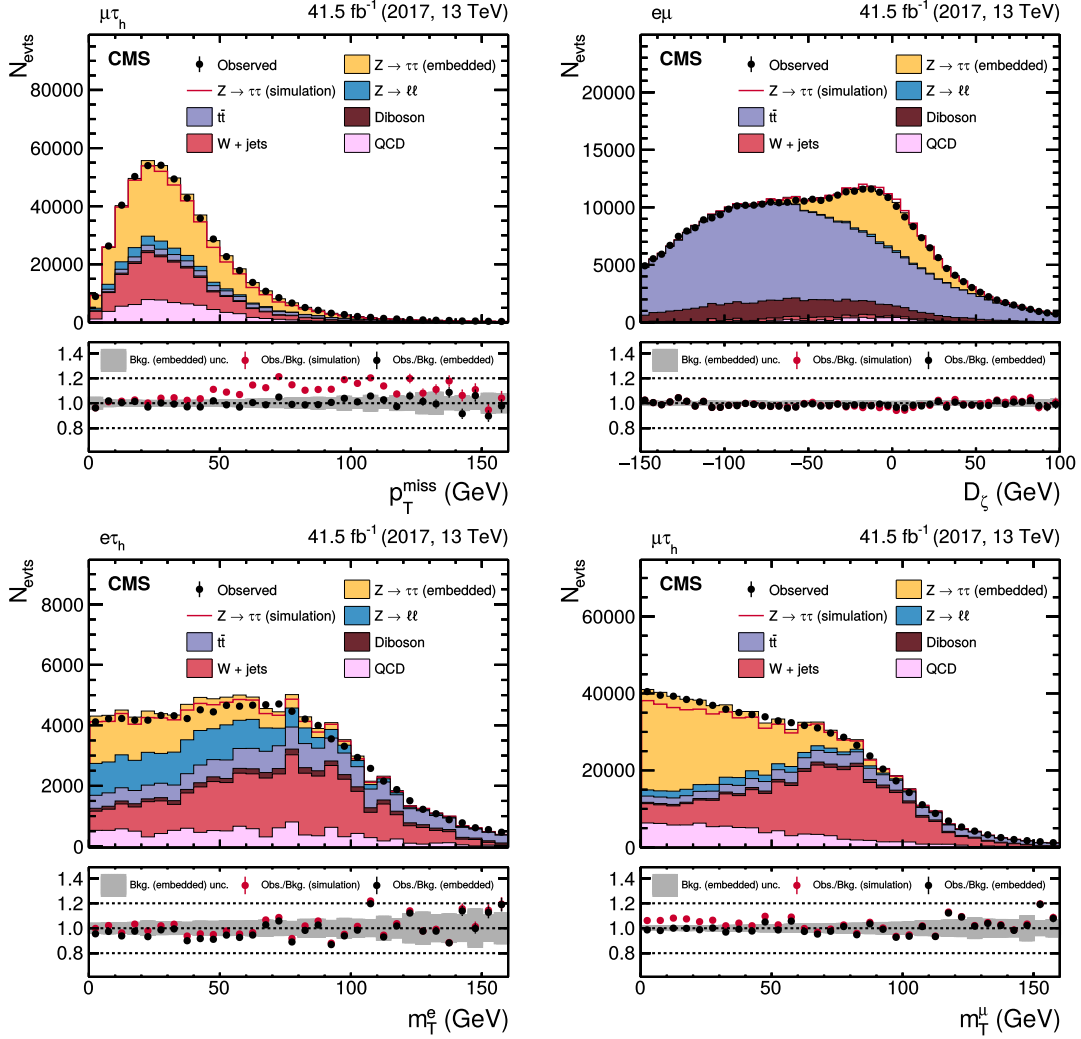 μτh 41.5 fb-1 (2017, 13 TeV)
Nevts
CMS
Observed
Z → ττ (embedded)
Z → ττ (simulation)
Z → ℓℓ
tt̄
Diboson
W + jets
QCD
80000
60000
40000
20000
0
Bkg. (embedded) unc. Obs./Bkg. (simulation) Obs./Bkg. (embedded)
1.4
1.2
1.0
0.8
0 50 100 150
pTmiss (GeV)
eμ 41.5 fb-1 (2017, 13 TeV)
Nevts
CMS
Observed
Z → ττ (embedded)
Z → ττ (simulation)
Z → ℓℓ
tt̄
Diboson
W + jets
QCD
20000
15000
10000
5000
0
Bkg. (embedded) unc. Obs./Bkg. (simulation) Obs./Bkg. (embedded)
1.4
1.2
1.0
0.8
−150 −100 −50 0 50 100
Dζ (GeV)
eτh 41.5 fb-1 (2017, 13 TeV)
Nevts
CMS
Observed
Z → ττ (embedded)
Z → ττ (simulation)
Z → ℓℓ
tt̄
Diboson
W + jets
QCD
8000
6000
4000
2000
0
Bkg. (embedded) unc. Obs./Bkg. (simulation) Obs./Bkg. (embedded)
1.4
1.2
1.0
0.8
0 50 100 150
mTe (GeV)
μτh 41.5 fb-1 (2017, 13 TeV)
Nevts
CMS
Observed
Z → ττ (embedded)
Z → ττ (simulation)
Z → ℓℓ
tt̄
Diboson
W + jets
QCD
60000
40000
20000
0
Bkg. (embedded) unc. Obs./Bkg. (simulation) Obs./Bkg. (embedded)
1.4
1.2
1.0
0.8
0 50 100 150
mTμ (GeV)